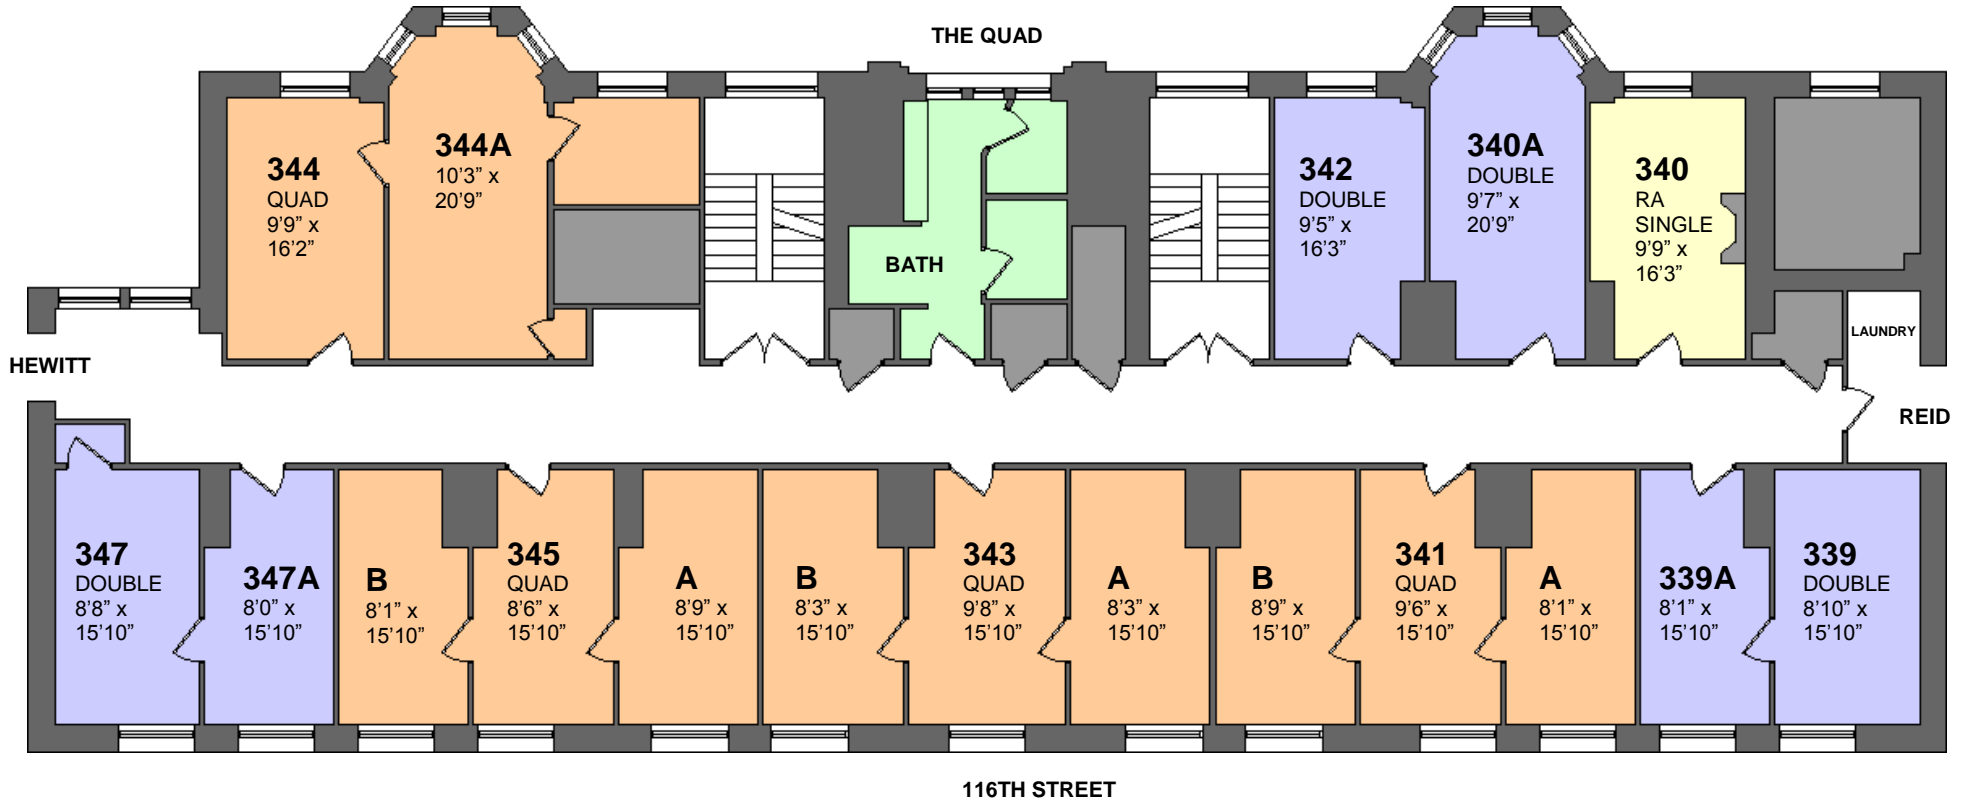 THE QUAD
344
QUAD
9’9” x
16’2”
344A
10’3” x
20’9”
BATH
342
DOUBLE
9’5” x
16’3”
340A
DOUBLE
9’7” x
20’9”
340
RA
SINGLE
9’9” x
16’3”
LAUNDRY
HEWITT
REID
347
DOUBLE
8’8” x
15’10”
347A
8’0” x
15’10”
B
8’1” x
15’10”
345
QUAD
8’6” x
15’10”
A
8’9” x
15’10”
B
8’3” x
15’10”
343
QUAD
9’8” x
15’10”
A
8’3” x
15’10”
B
8’9” x
15’10”
341
QUAD
9’6” x
15’10”
A
8’1” x
15’10”
339A
8’1” x
15’10”
339
DOUBLE
8’10” x
15’10”
116TH STREET